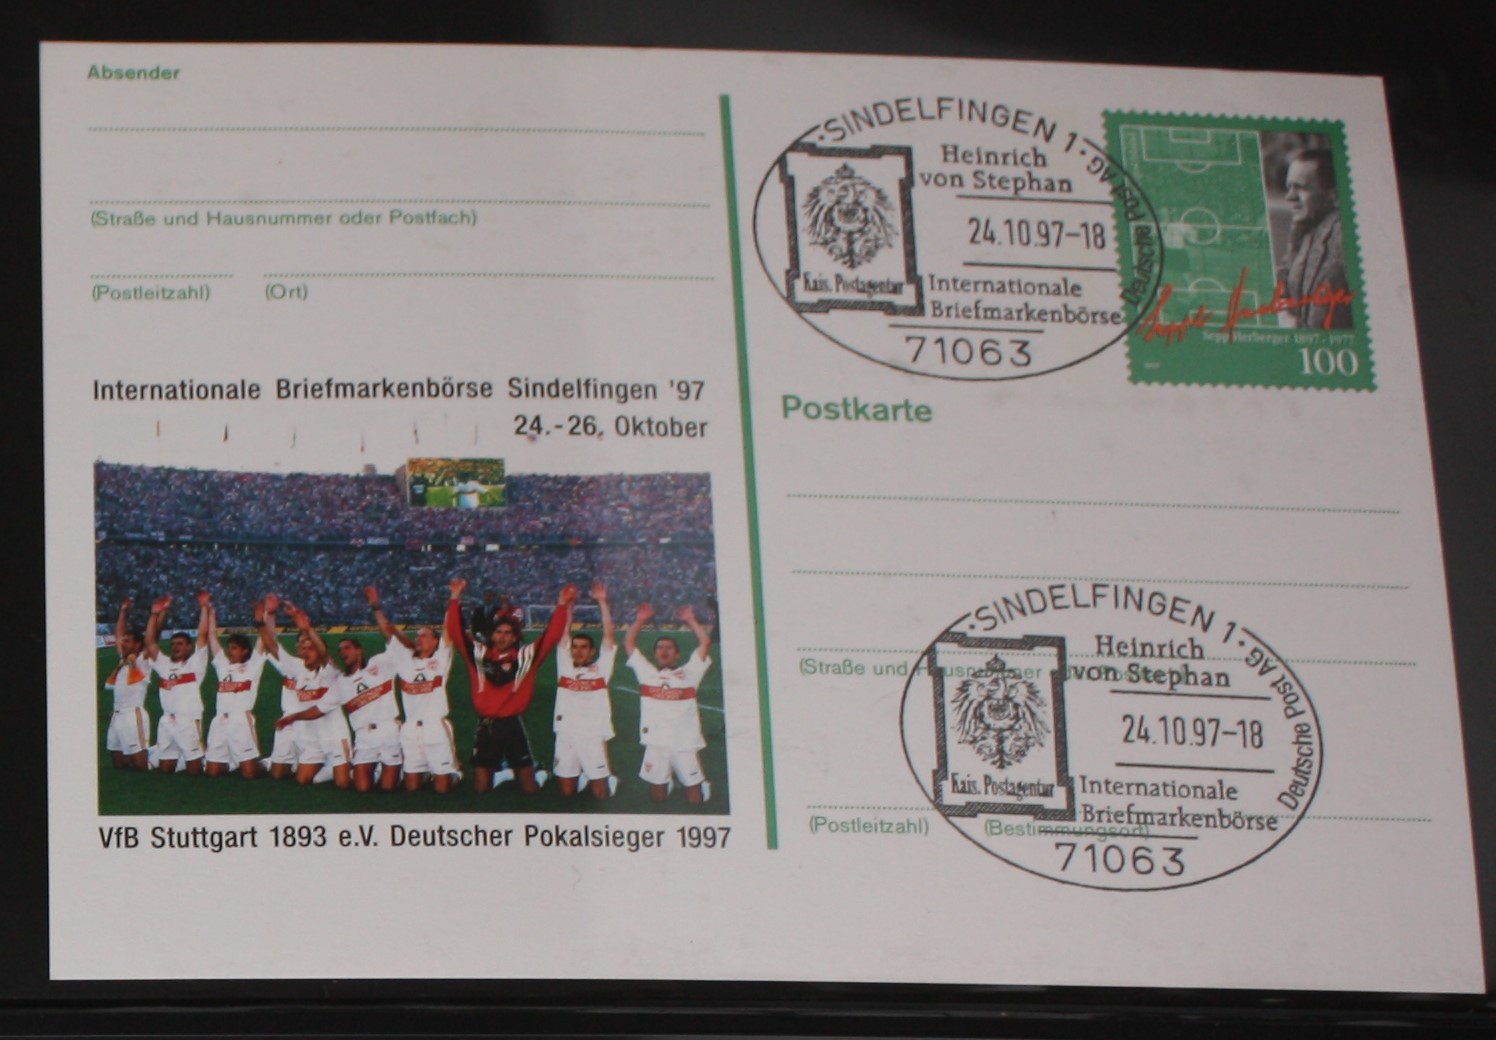 Absender
(Straße und Hausnummer oder Postfach)
(Postleitzahl) (Ort)
Internationale Briefmarkenbörse Sindelfingen '97
24.-26. Oktober
VfB Stuttgart 1893 e.V. Deutscher Pokalsieger 1997
SINDELFINGEN 1
Deutsche Post AG
Heinrich
von Stephan
24.10.97-18
Kais. Postagentur
Internationale
Briefmarkenbörse
71063
Sepp Herberger 1897 - 1977
100
Postkarte
SINDELFINGEN 1
Deutsche Post AG
Heinrich
von Stephan
(Straße und Hausnummer
24.10.97-18
Kais. Postagentur
Internationale
Briefmarkenbörse
(Postleitzahl) (Bestimmungsort)
71063